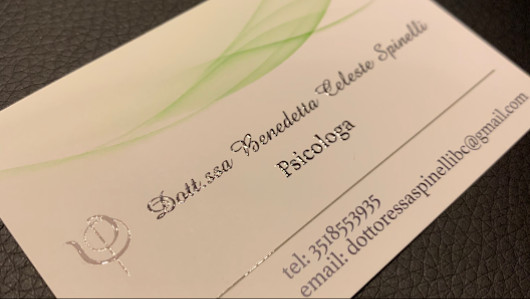 Dott.ssa Benedetta Celeste Spinelli
Psicologa
tel: 3518553935
email: dottoressaspinellibc@gmail.com